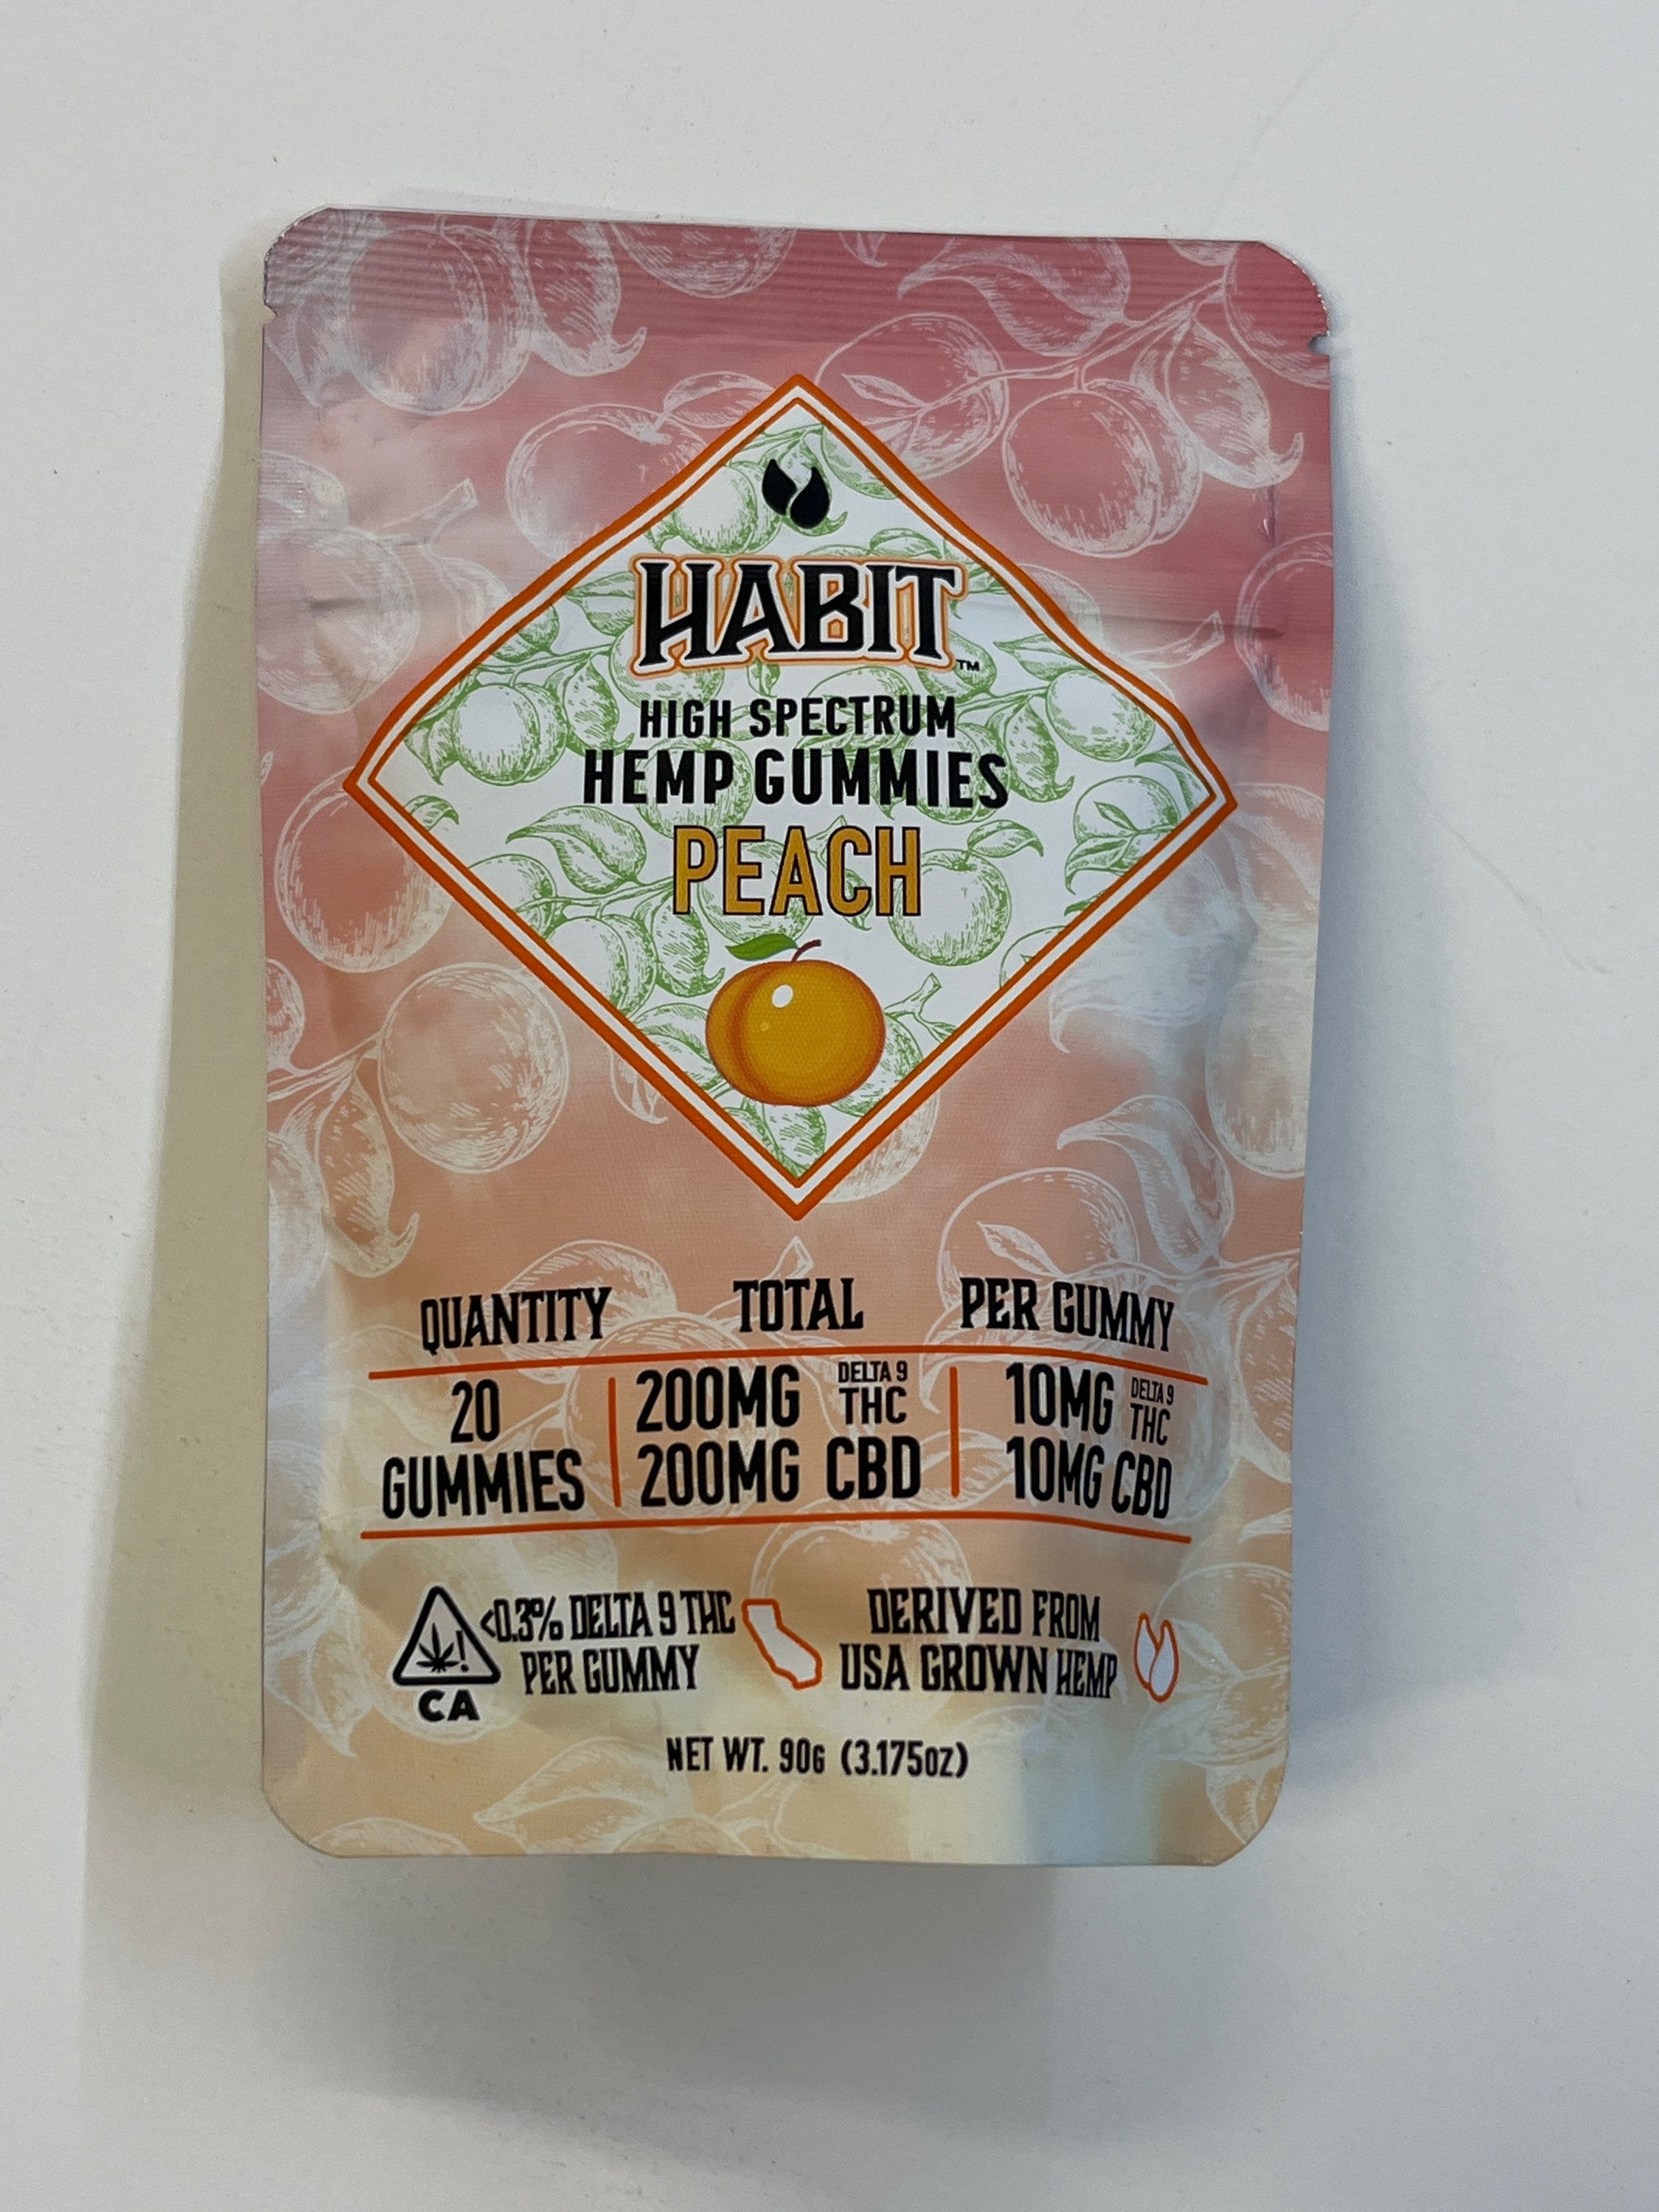 HABIT™
HIGH SPECTRUM
HEMP GUMMIES
PEACH
QUANTITY TOTAL PER GUMMY
20 GUMMIES
200MG DELTA 9 THC
200MG CBD
10MG DELTA 9 THC
10MG CBD
<0.3% DELTA 9 THC
PER GUMMY
CA
DERIVED FROM
USA GROWN HEMP
NET WT. 90G (3.175OZ)